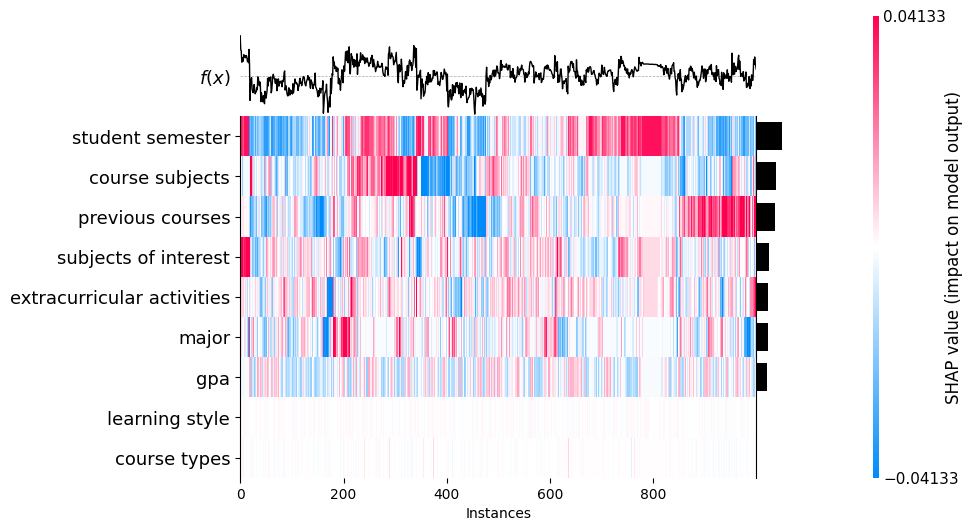 0.04133
f(x)
student semester
course subjects
previous courses
subjects of interest
extracurricular activities
major
gpa
learning style
course types
0 200 400 600 800
Instances
−0.04133
SHAP value (impact on model output)